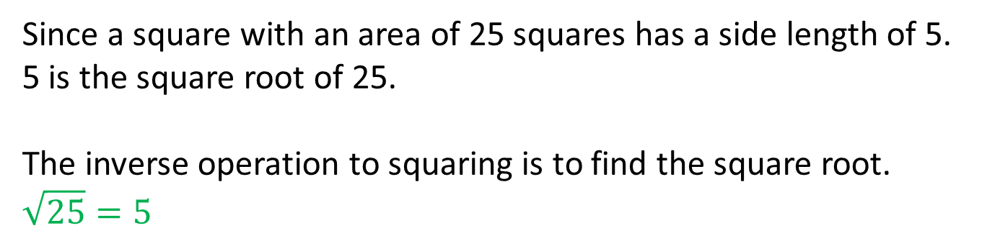 Since a square with an area of 25 squares has a side length of 5.
5 is the square root of 25.
The inverse operation to squaring is to find the square root.
√25 = 5